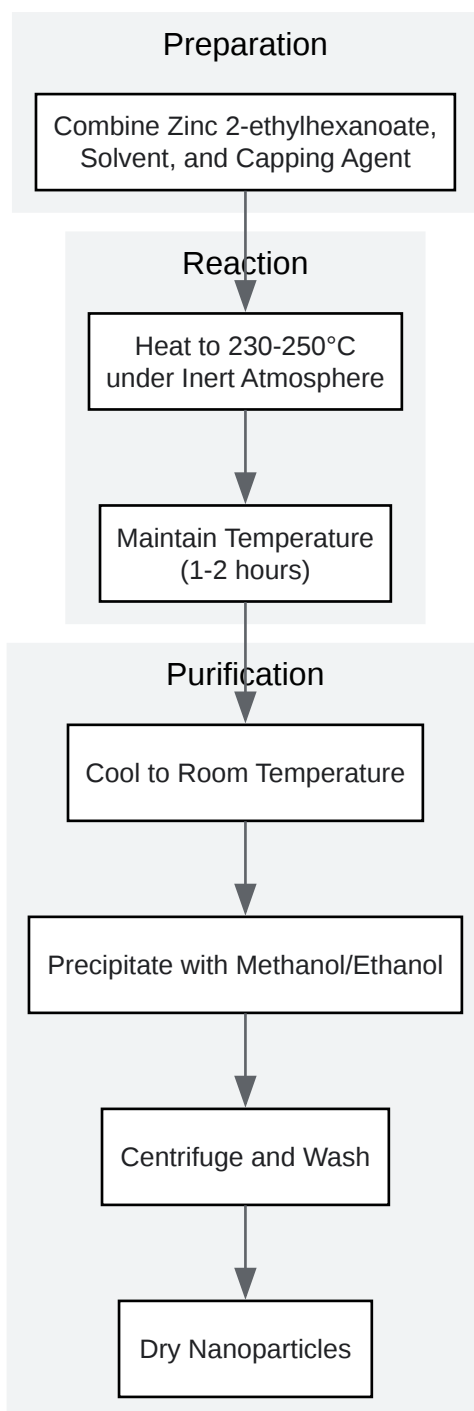 Preparation
Combine Zinc 2-ethylhexanoate,
Solvent, and Capping Agent
Reaction
Heat to 230-250°C
under Inert Atmosphere
Maintain Temperature
(1-2 hours)
Purification
Cool to Room Temperature
Precipitate with Methanol/Ethanol
Centrifuge and Wash
Dry Nanoparticles